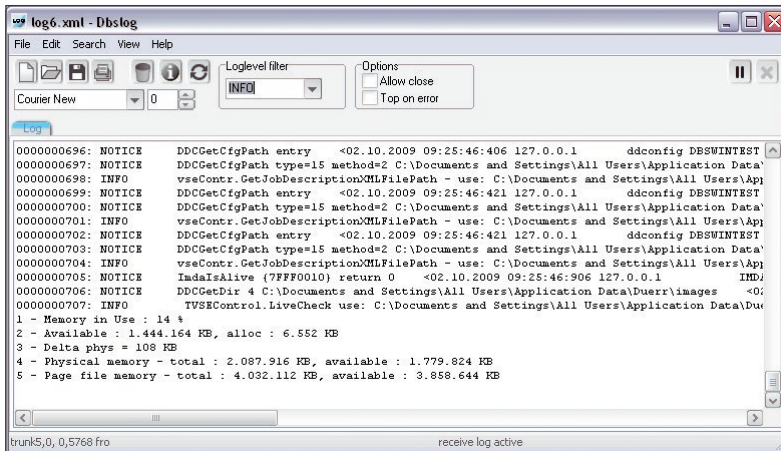 LOG log6.xml - Dbslog
File Edit Search View Help
Loglevel filter
INFO
Options
Allow close
Top on error
Courier New 0
Log
0000000696: NOTICE DDCGetCfgPath entry <02.10.2009 09:25:46:406 127.0.0.1 ddconfig DBSWINTEST
0000000697: NOTICE DDCGetCfgPath type=15 method=2 C:\Documents and Settings\All Users\Application Data\
0000000698: INFO vseContr.GetJobDescriptionXMLFilePath - use: C:\Documents and Settings\All Users\App
0000000699: NOTICE DDCGetCfgPath entry <02.10.2009 09:25:46:421 127.0.0.1 ddconfig DBSWINTEST
0000000700: NOTICE DDCGetCfgPath type=15 method=2 C:\Documents and Settings\All Users\Application Data\
0000000701: INFO vseContr.GetJobDescriptionXMLFilePath - use: C:\Documents and Settings\All Users\App
0000000702: NOTICE DDCGetCfgPath entry <02.10.2009 09:25:46:421 127.0.0.1 ddconfig DBSWINTEST
0000000703: NOTICE DDCGetCfgPath type=15 method=2 C:\Documents and Settings\All Users\Application Data\
0000000704: INFO vseContr.GetJobDescriptionXMLFilePath - use: C:\Documents and Settings\All Users\App
0000000705: NOTICE ImdaIsAlive {7FFF0010} return 0 <02.10.2009 09:25:46:906 127.0.0.1 IMDA
0000000706: NOTICE DDCGetDir 4 C:\Documents and Settings\All Users\Application Data\Duerr\images <02
0000000707: INFO TVSEControl.LiveCheck use: C:\Documents and Settings\All Users\Application Data\Due
1 - Memory in Use : 14 %
2 - Available : 1.444.164 KB, alloc : 6.552 KB
3 - Delta phys = 108 KB
4 - Physical memory - total : 2.087.916 KB, available : 1.779.824 KB
5 - Page file memory - total : 4.032.112 KB, available : 3.858.644 KB
trunk5,0, 0,5768 fro receive log active